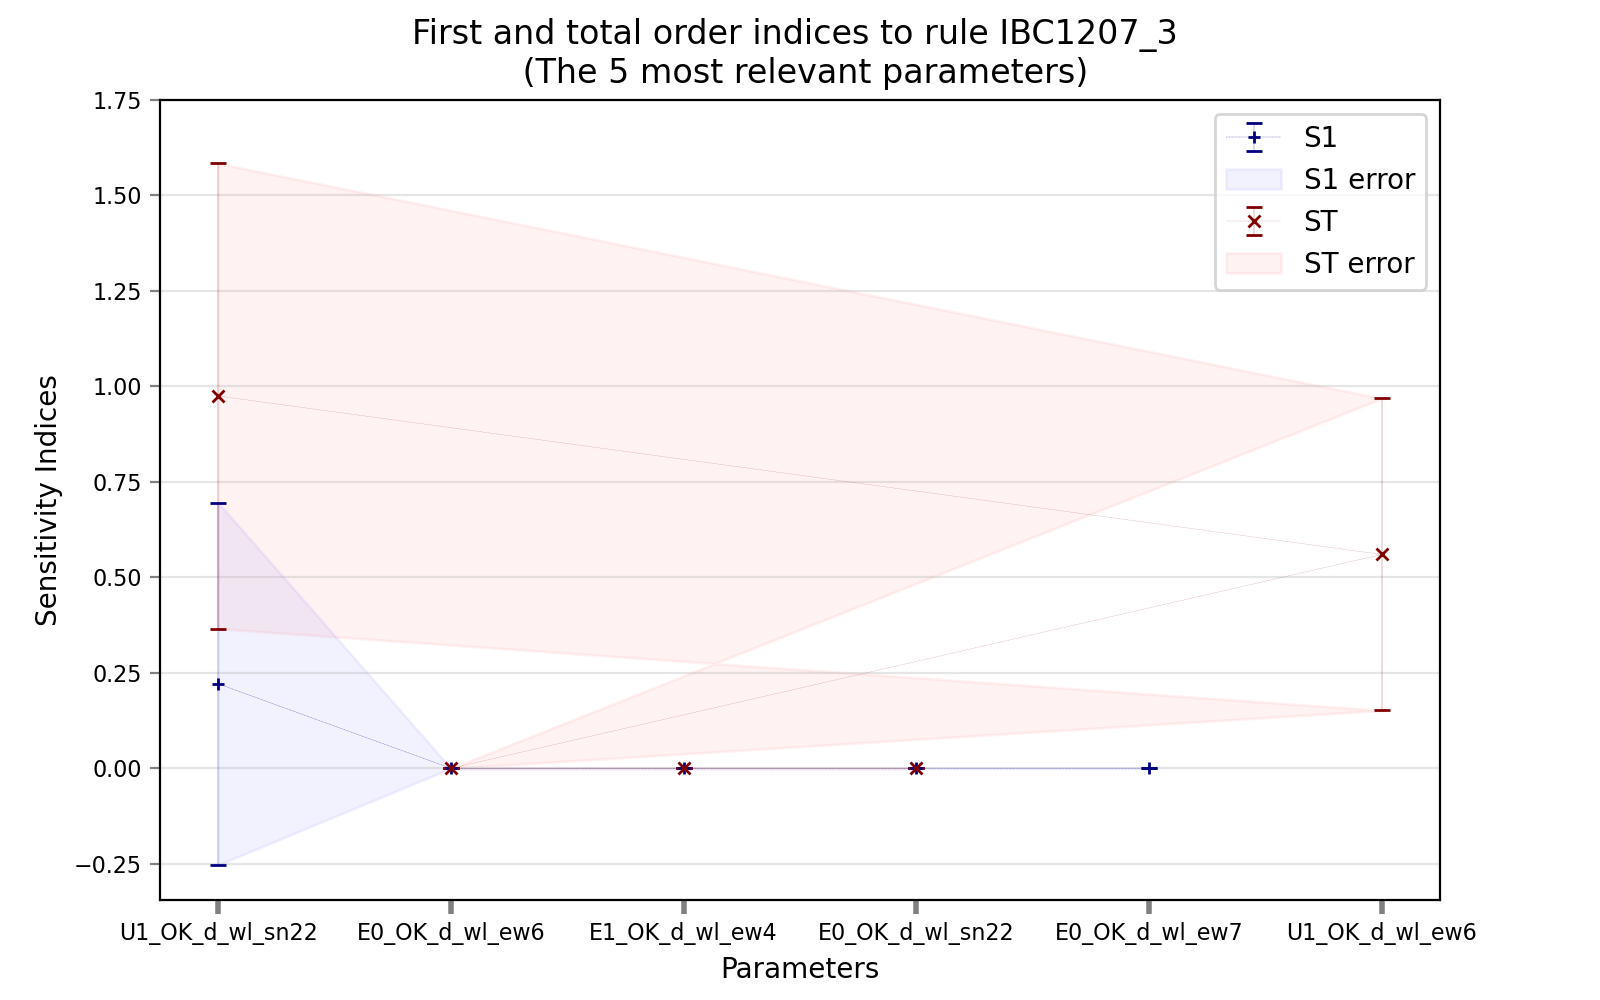 First and total order indices to rule IBC1207_3
(The 5 most relevant parameters)
1.75
1.50
1.25
1.00
0.75
0.50
0.25
0.00
−0.25
Sensitivity Indices
S1
S1 error
ST
ST error
U1_OK_d_wl_sn22 E0_OK_d_wl_ew6 E1_OK_d_wl_ew4 E0_OK_d_wl_sn22 E0_OK_d_wl_ew7 U1_OK_d_wl_ew6
Parameters